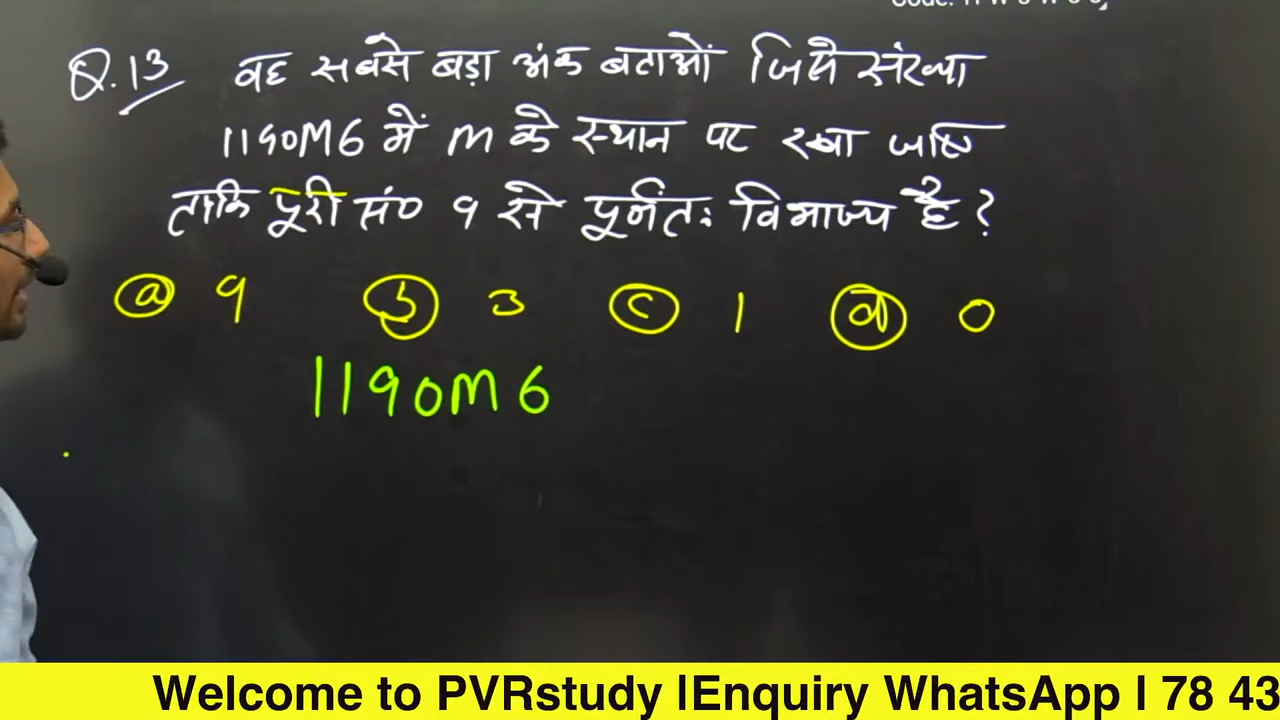 Q.13 वह सबसे बड़ा अंक बताओं जिसे संख्या
1190M6 में M के स्थान पर रखा जाए
ताकि पूरी सं० 9 से पूर्णतः विभाज्य है ?
(a) 9 (b) 3 (c) 1 (d) 0
1190M6
Welcome to PVRstudy |Enquiry WhatsApp | 78 43